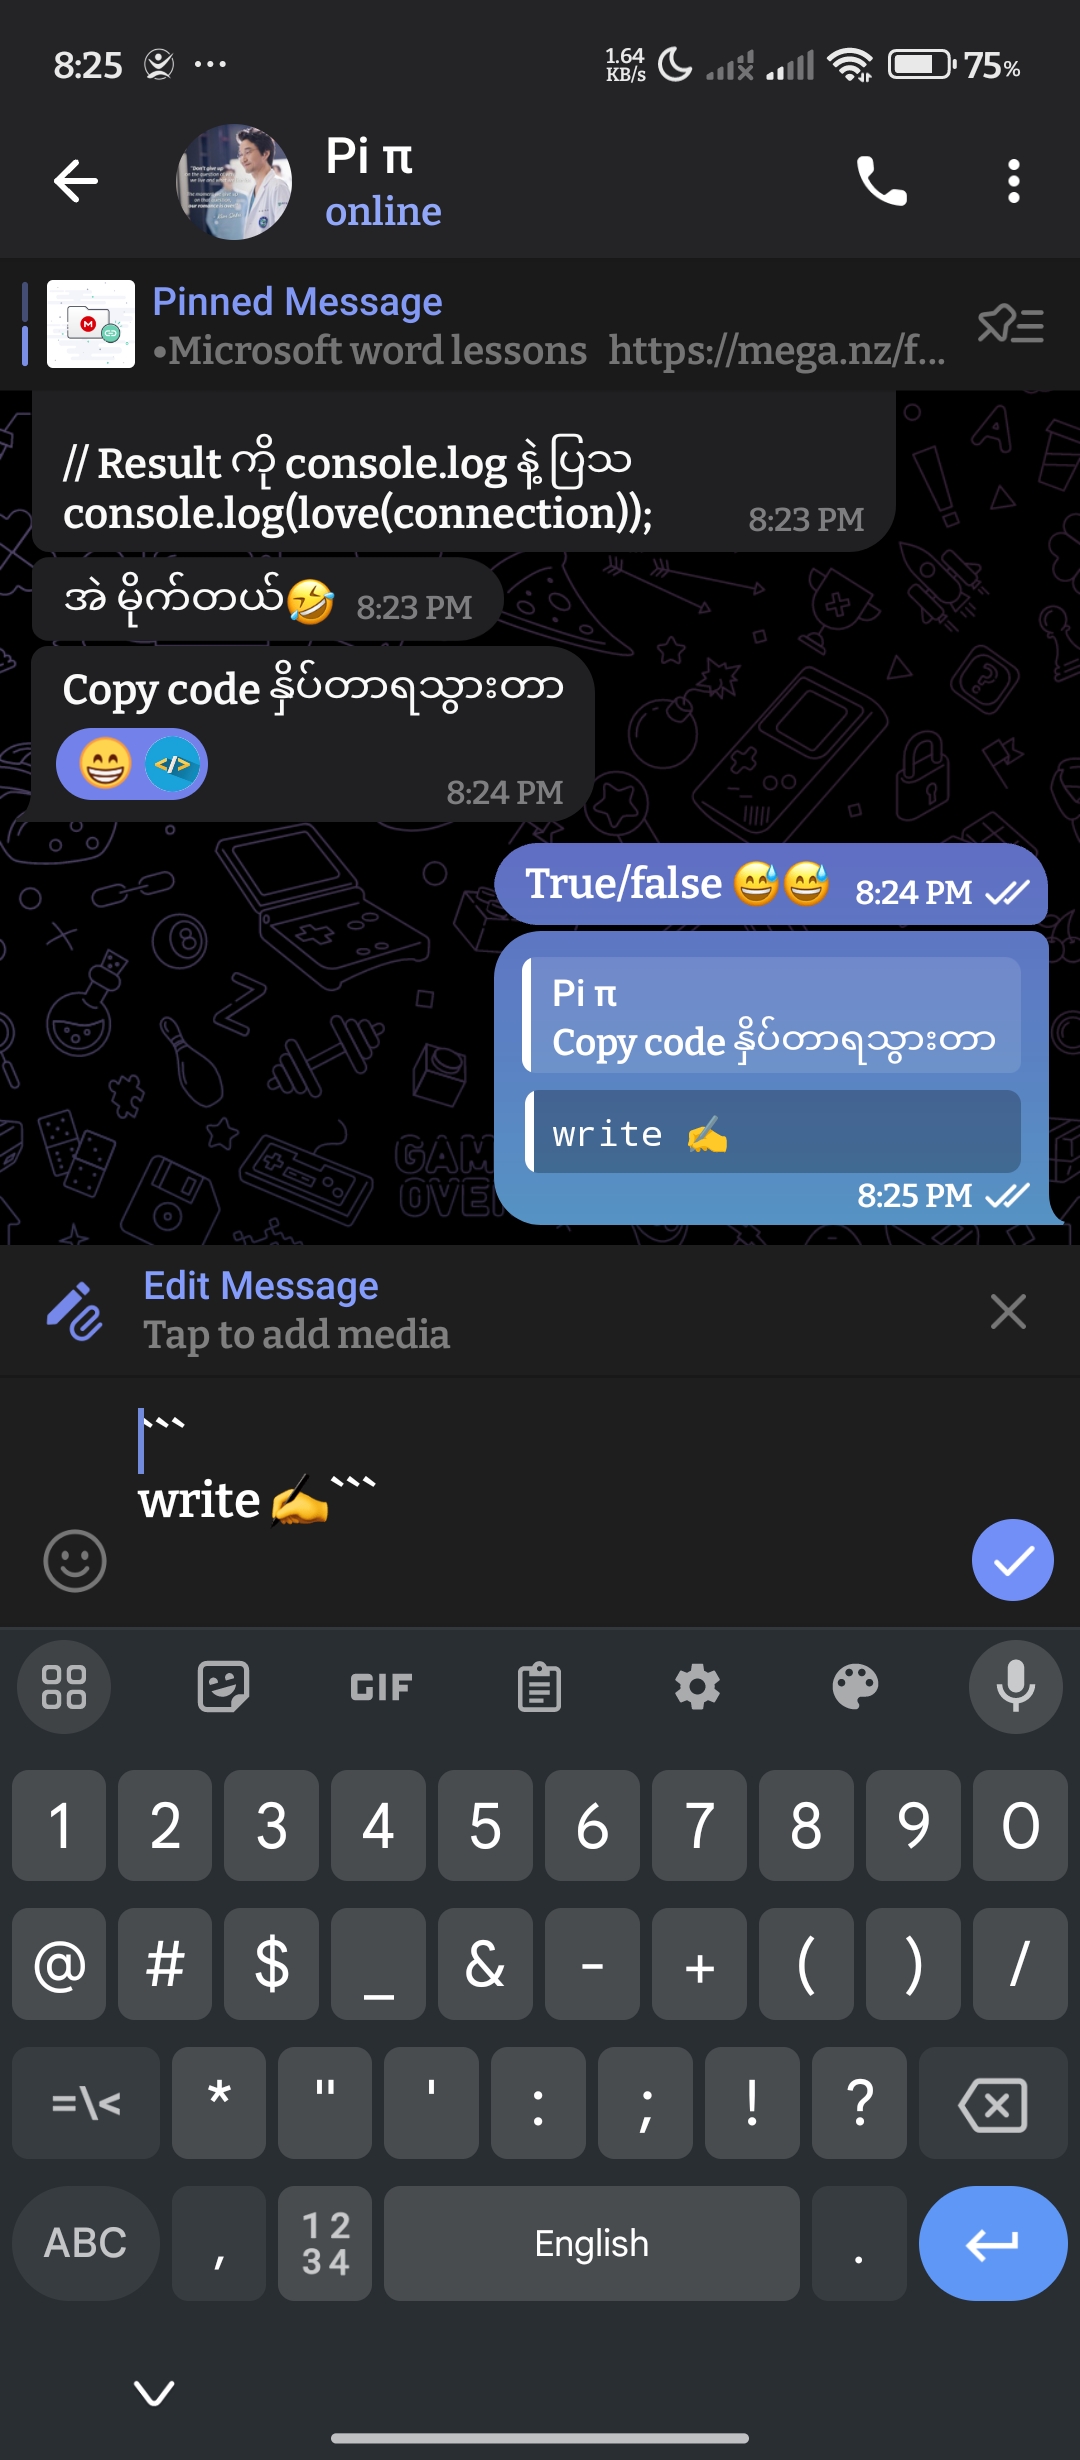 8:25
1.64
KB/s
75%
Pi π
online
Pinned Message
•Microsoft word lessons https://mega.nz/f...
// Result ကို console.log နဲ့ ပြသ
console.log(love(connection));
8:23 PM
အဲ မိုက်တယ်🤣 8:23 PM
Copy code နှိပ်တာရသွားတာ
😁 </>
8:24 PM
True/false 😅😅 8:24 PM
Pi π
Copy code နှိပ်တာရသွားတာ
write ✍️
8:25 PM
Edit Message
Tap to add media
```
write ✍️```
GIF
1 2 3 4 5 6 7 8 9 0
@ # $ _ & - + ( ) /
=\< * " ' : ; ! ?
ABC , 1 2 3 4 English .